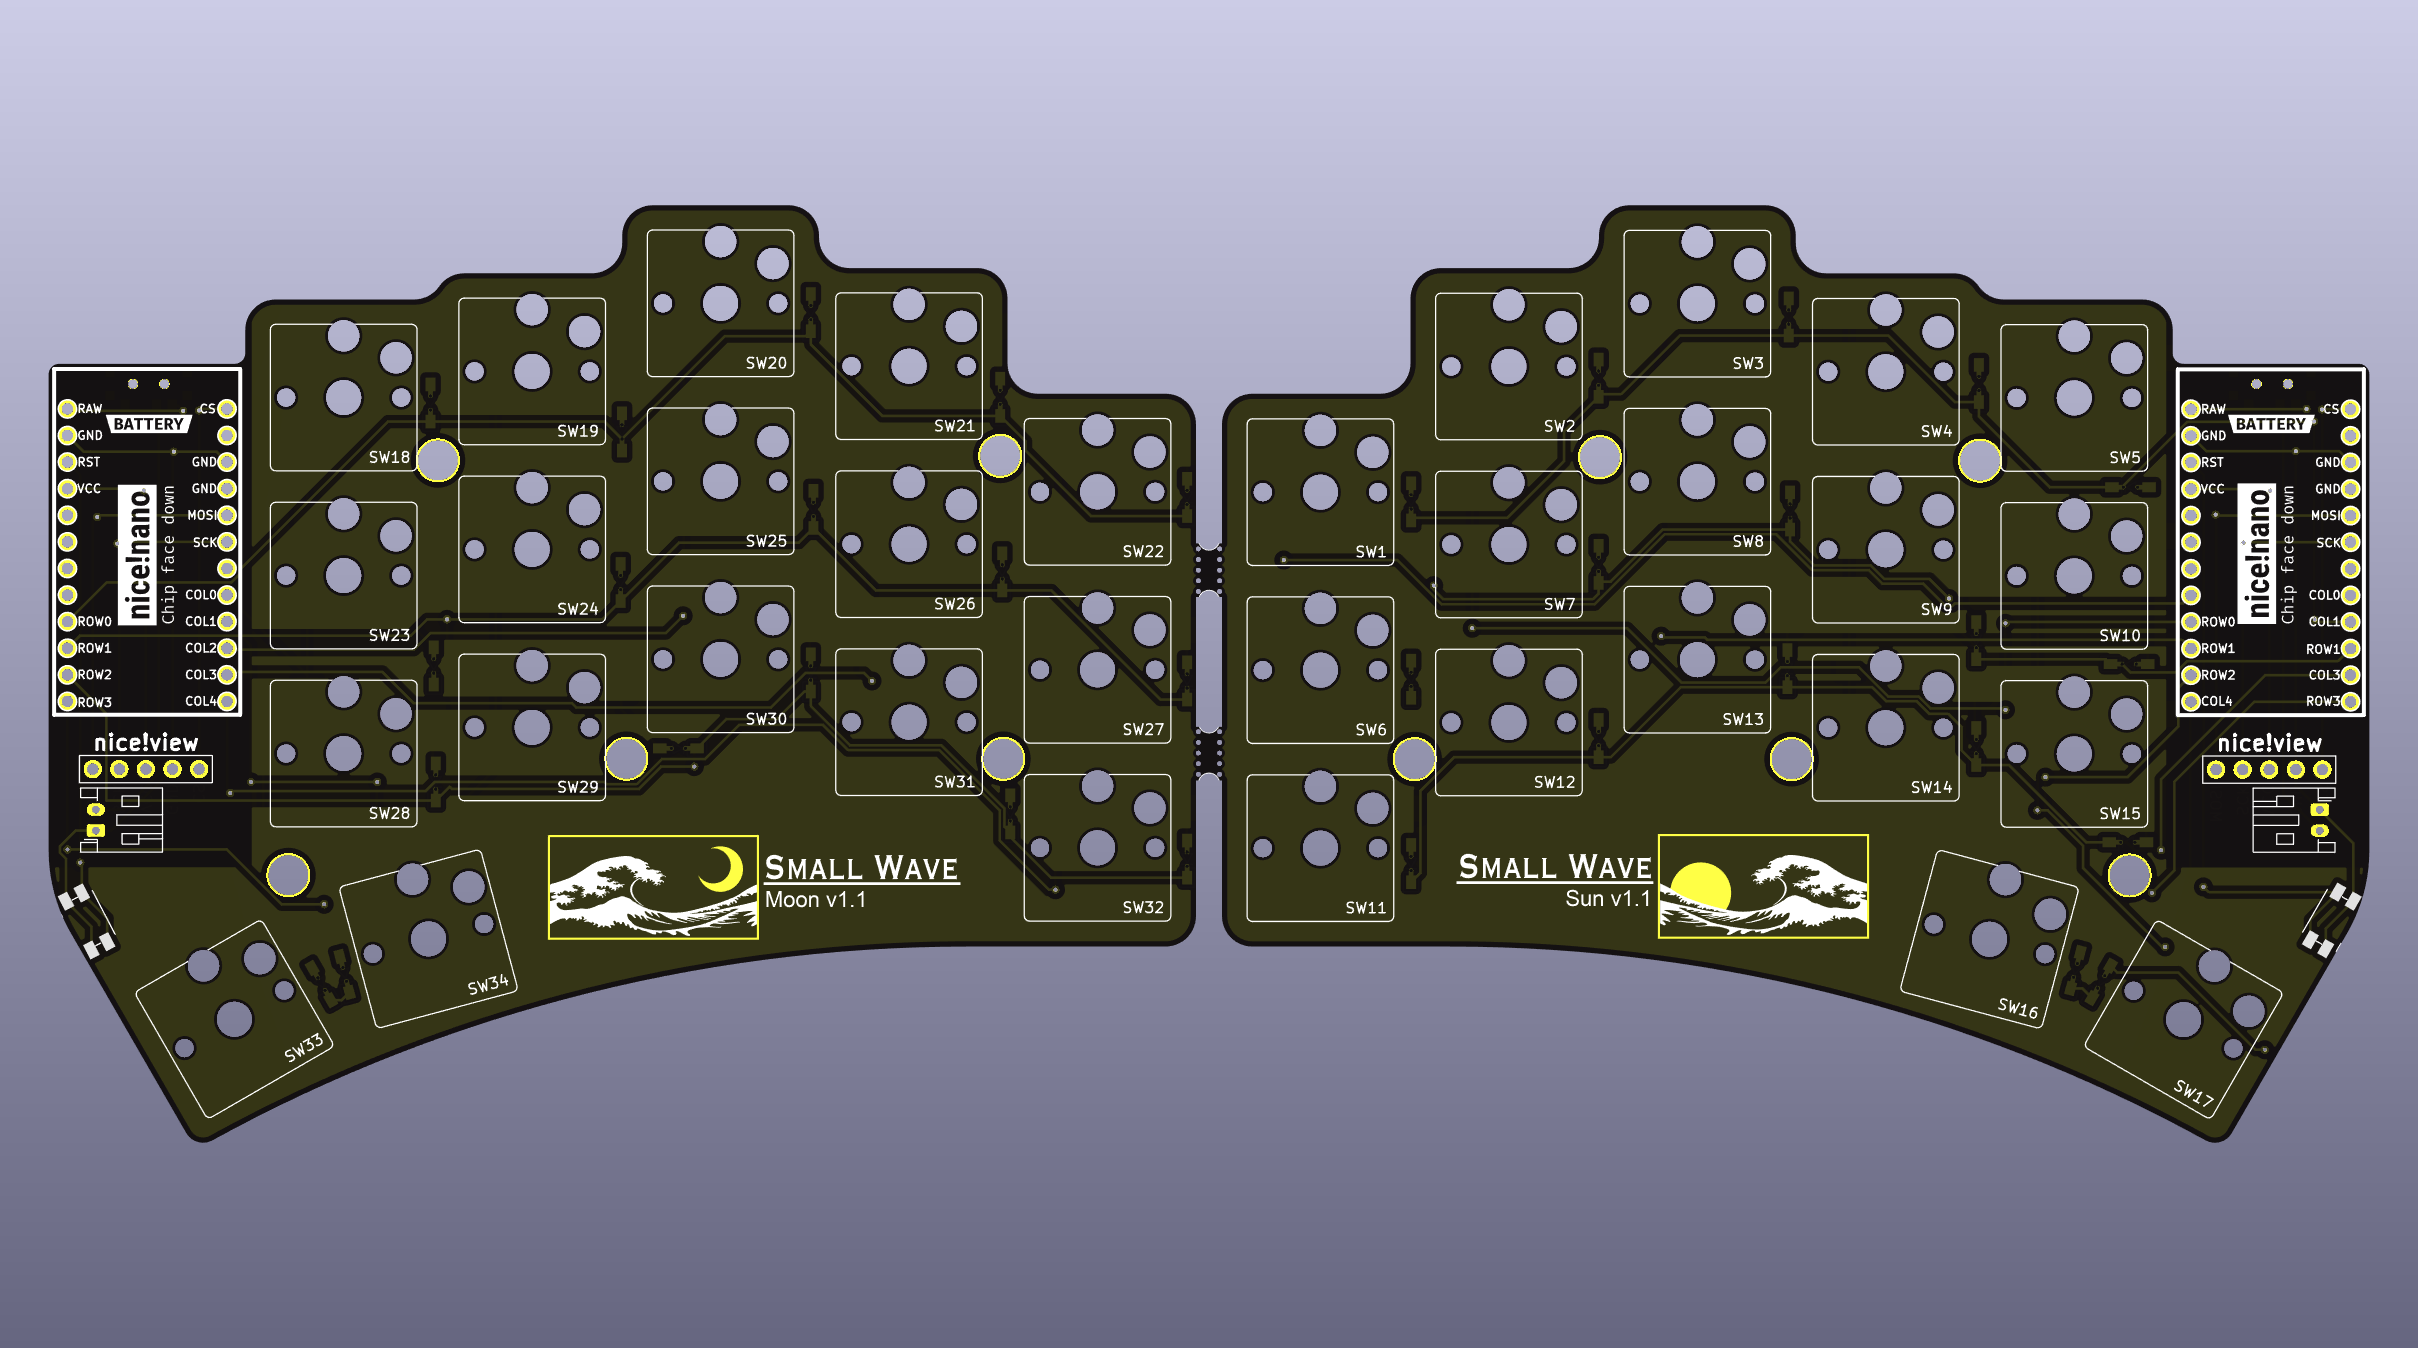 RAW
CS
BATTERY
GND
RST
GND
VCC
GND
MOSI
SCK
nice!nano
Chip face down
COL0
ROW0
COL1
ROW1
COL2
ROW2
COL3
ROW3
COL4
nice!view
SW18
SW19
SW20
SW21
SW22
SW23
SW24
SW25
SW26
SW27
SW28
SW29
SW30
SW31
SW32
SW33
SW34
SMALL WAVE
Moon v1.1
SW1
SW2
SW3
SW4
SW5
SW6
SW7
SW8
SW9
SW10
SW11
SW12
SW13
SW14
SW15
SW16
SW17
SMALL WAVE
Sun v1.1
RAW
CS
BATTERY
GND
RST
GND
VCC
GND
MOSI
SCK
nice!nano
Chip face down
COL0
ROW0
COL1
ROW1
ROW1
ROW2
COL3
COL4
ROW3
nice!view